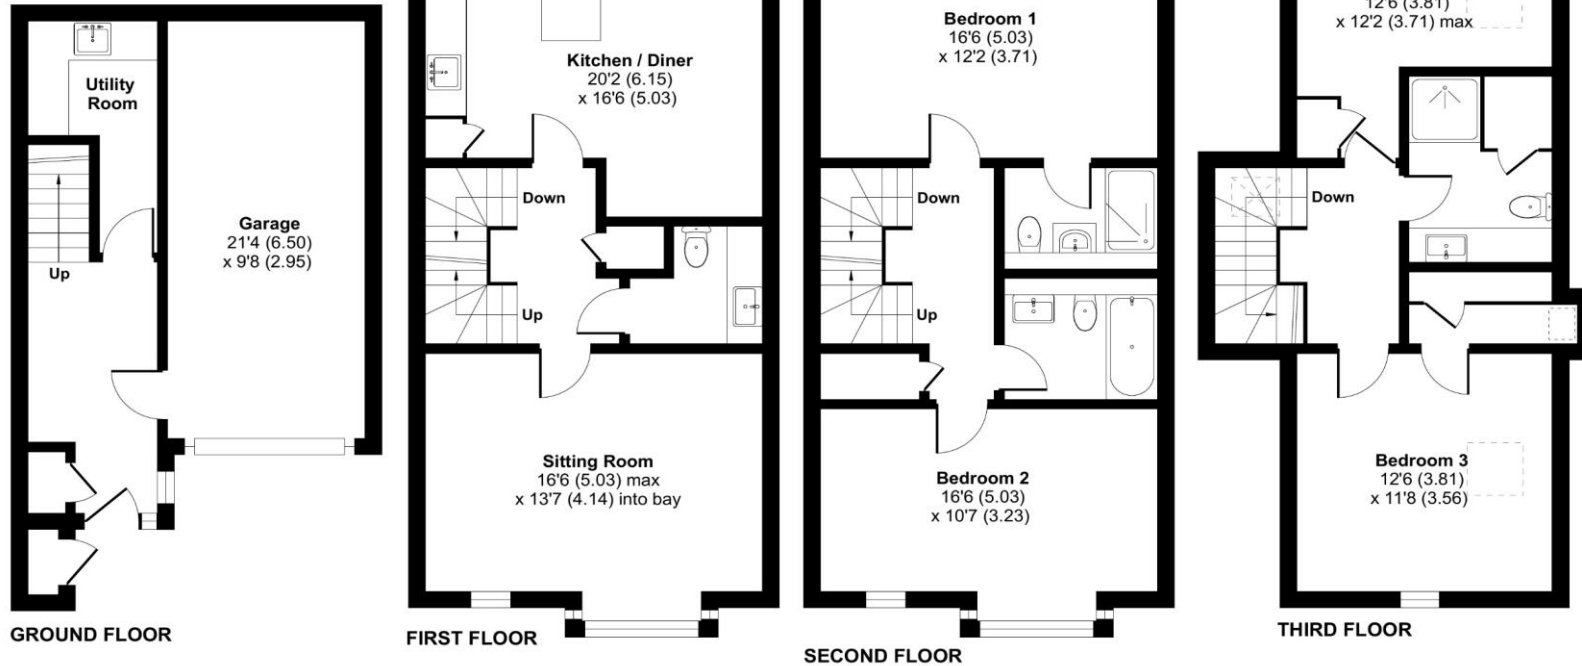 Utility
Room
Garage
21'4 (6.50)
x 9'8 (2.95)
Up
GROUND FLOOR
Kitchen / Diner
20'2 (6.15)
x 16'6 (5.03)
Down
Up
Sitting Room
16'6 (5.03) max
x 13'7 (4.14) into bay
FIRST FLOOR
Bedroom 1
16'6 (5.03)
x 12'2 (3.71)
Down
Up
Bedroom 2
16'6 (5.03)
x 10'7 (3.23)
SECOND FLOOR
12'6 (3.81)
x 12'2 (3.71) max
Down
Bedroom 3
12'6 (3.81)
x 11'8 (3.56)
THIRD FLOOR